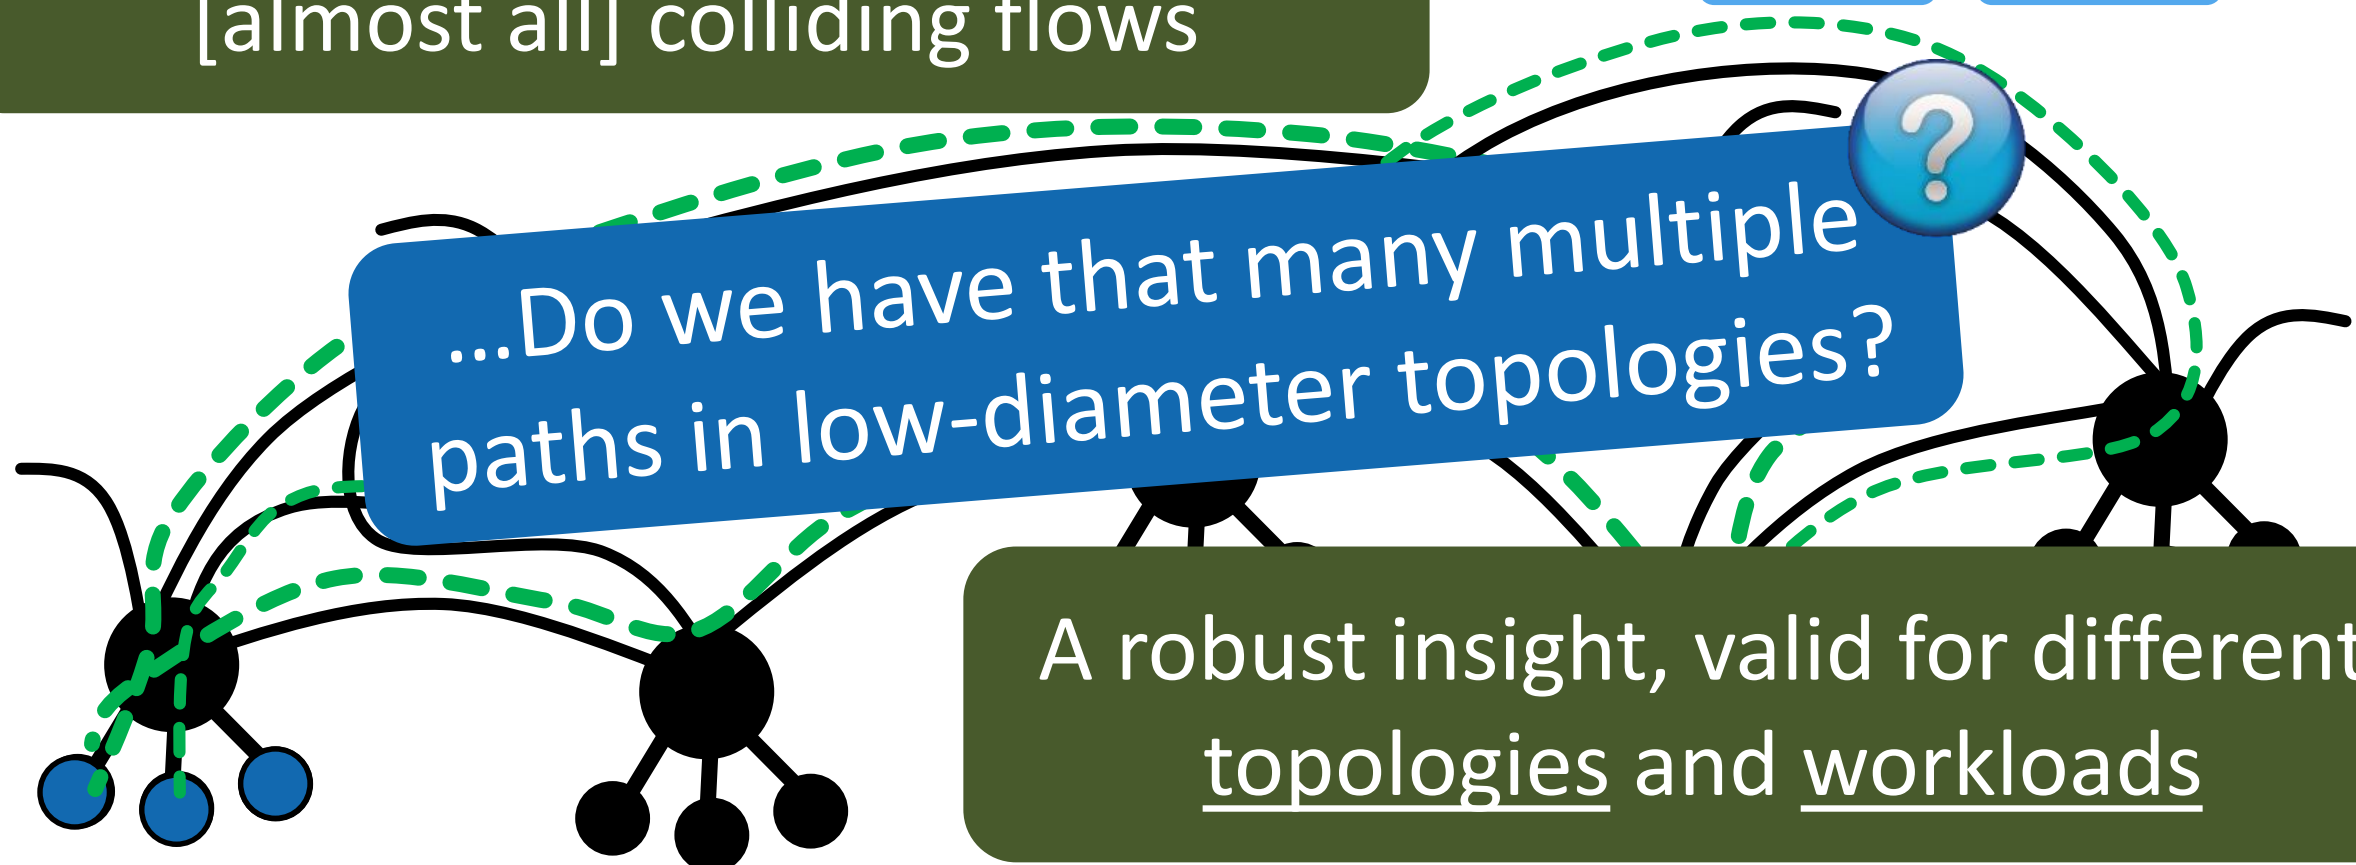 [almost all] colliding flows
?
...Do we have that many multiple
paths in low-diameter topologies?
A robust insight, valid for different
topologies and workloads